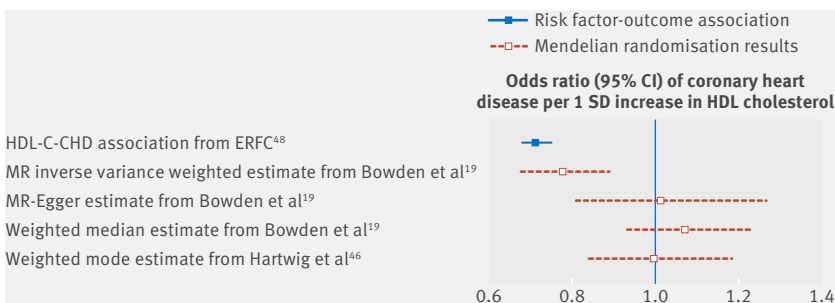 Risk factor-outcome association
Mendelian randomisation results
Odds ratio (95% CI) of coronary heart
disease per 1 SD increase in HDL cholesterol
HDL-C-CHD association from ERFC⁴⁸
MR inverse variance weighted estimate from Bowden et al¹⁹
MR-Egger estimate from Bowden et al¹⁹
Weighted median estimate from Bowden et al¹⁹
Weighted mode estimate from Hartwig et al⁴⁶
0.6 0.8 1.0 1.2 1.4